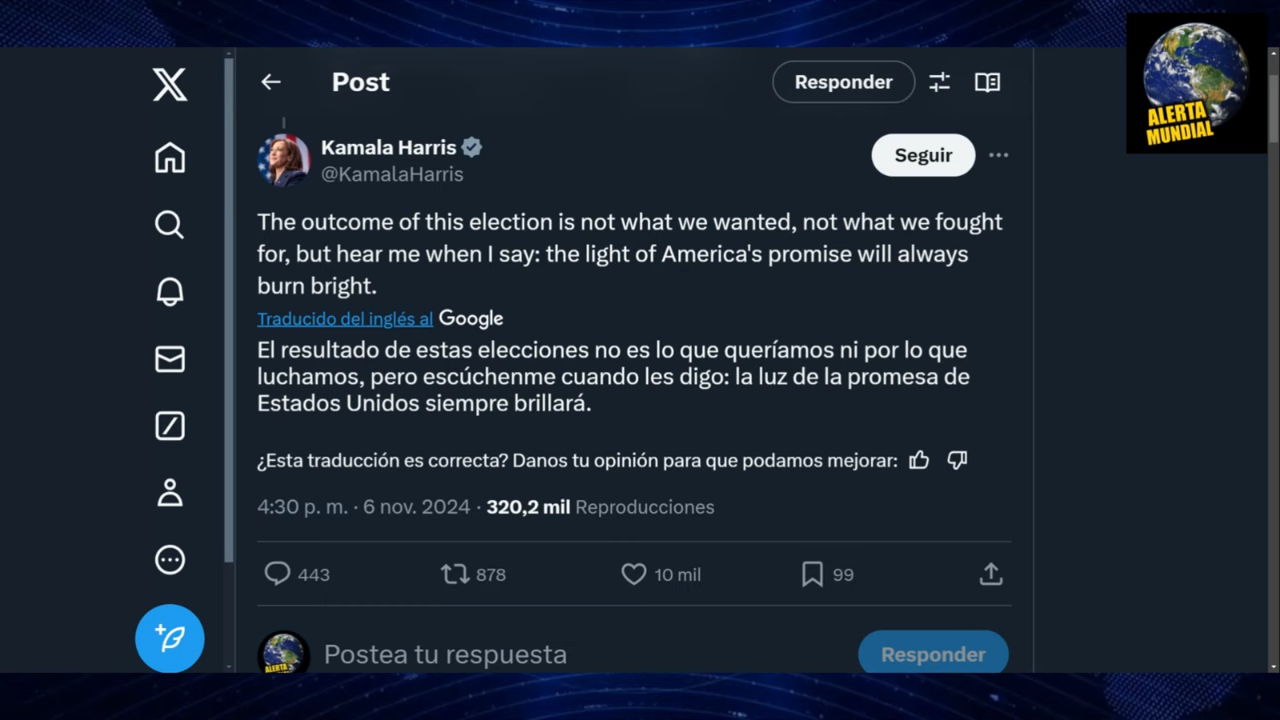 Post
Responder
ALERTA
MUNDIAL
Kamala Harris
@KamalaHarris
Seguir
The outcome of this election is not what we wanted, not what we fought
for, but hear me when I say: the light of America's promise will always
burn bright.
Traducido del inglés al Google
El resultado de estas elecciones no es lo que queríamos ni por lo que
luchamos, pero escúchenme cuando les digo: la luz de la promesa de
Estados Unidos siempre brillará.
¿Esta traducción es correcta? Danos tu opinión para que podamos mejorar:
4:30 p. m. · 6 nov. 2024 · 320,2 mil Reproducciones
443 878 10 mil 99
ALERTA
Postea tu respuesta
Responder